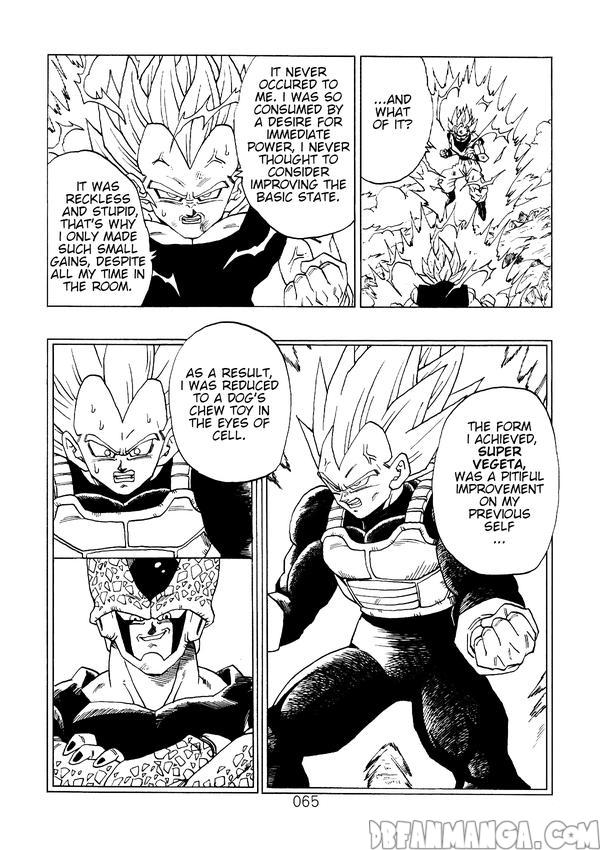 ...AND
WHAT
OF IT?
IT NEVER
OCCURED TO
ME. I WAS SO
CONSUMED BY
A DESIRE FOR
IMMEDIATE
POWER, I NEVER
THOUGHT TO
CONSIDER
IMPROVING THE
BASIC STATE.
IT WAS
RECKLESS
AND STUPID,
THAT'S WHY
I ONLY MADE
SUCH SMALL
GAINS, DESPITE
ALL MY TIME
IN THE
ROOM.
THE FORM
I ACHIEVED,
SUPER
VEGETA,
WAS A PITIFUL
IMPROVEMENT
ON MY
PREVIOUS
SELF
...
AS A RESULT,
I WAS REDUCED
TO A DOG'S
CHEW TOY IN
THE EYES OF
CELL.
065
DBFANMANGA.COM